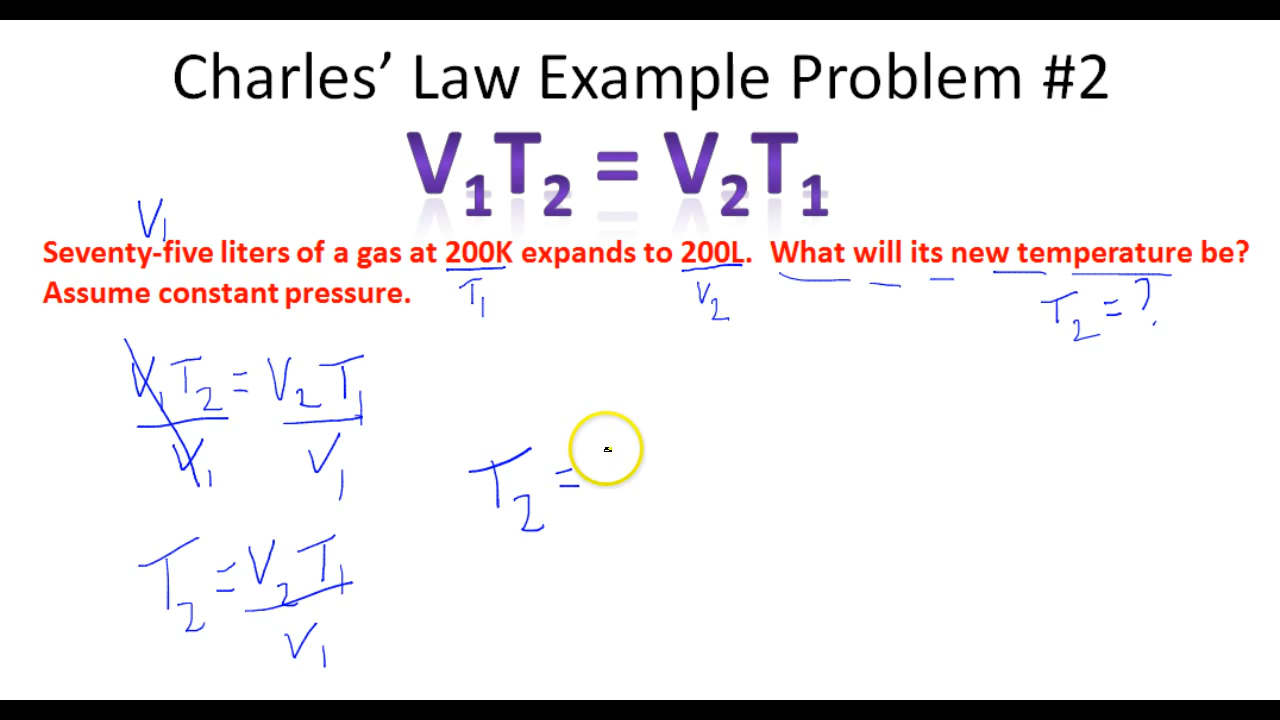 Charles’ Law Example Problem #2
V₁T₂ = V₂T₁
V₁
Seventy-five liters of a gas at 200K expands to 200L. What will its new temperature be?
T₁ V₂ T₂ = ?
Assume constant pressure.
V₁T₂ = V₂T₁
V₁ V₁
T₂ =
T₂ = V₂T₁
V₁